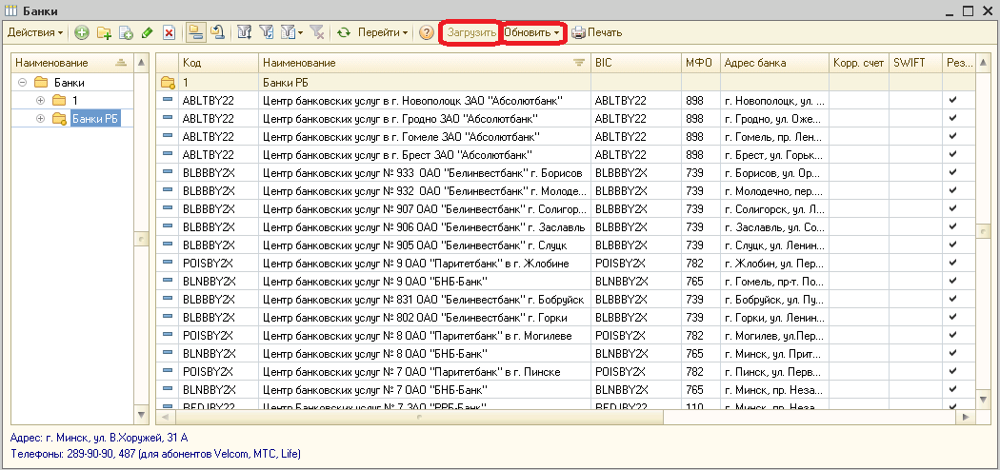 Банки
Действия Перейти Загрузить Обновить Печать
Наименование
Банки
1
Банки РБ
Код Наименование BIC МФО Адрес банка Корр. счет SWIFT Рез...
1 Банки РБ
ABLTBY22 Центр банковских услуг в г. Новополоцк ЗАО "Абсолютбанк" ABLTBY22 898 г. Новополоцк, ул. ...
ABLTBY22 Центр банковских услуг в г. Гродно ЗАО "Абсолютбанк" ABLTBY22 898 г. Гродно, ул. Оже...
ABLTBY22 Центр банковских услуг в г. Гомеле ЗАО "Абсолютбанк" ABLTBY22 898 г. Гомель, пр. Лен...
ABLTBY22 Центр банковских услуг в г. Брест ЗАО "Абсолютбанк" ABLTBY22 898 г. Брест, ул. Горьк...
BLBBBY2X Центр банковских услуг № 933 ОАО "Белинвестбанк" г. Борисов BLBBBY2X 739 г. Борисов, ул. Ор...
BLBBBY2X Центр банковских услуг № 932 ОАО "Белинвестбанк" г. Молоде... BLBBBY2X 739 г. Молодечно, пер....
BLBBBY2X Центр банковских услуг № 907 ОАО "Белинвестбанк" г. Солигор... BLBBBY2X 739 г. Солигорск, ул. Л...
BLBBBY2X Центр банковских услуг № 906 ОАО "Белинвестбанк" г. Заславль BLBBBY2X 739 г. Заславль, ул. Со...
BLBBBY2X Центр банковских услуг № 905 ОАО "Белинвестбанк" г. Слуцк BLBBBY2X 739 г. Слуцк, ул. Ленин...
POISBY2X Центр банковских услуг № 9 ОАО "Паритетбанк" в г. Жлобине POISBY2X 782 г. Жлобин, ул. Пер...
BLNBBY2X Центр банковских услуг № 9 ОАО "БНБ-Банк" BLNBBY2X 765 г. Гомель, пр-т. По...
BLBBBY2X Центр банковских услуг № 831 ОАО "Белинвестбанк" г. Бобруйск BLBBBY2X 739 г. Бобруйск, ул. Пу...
BLBBBY2X Центр банковских услуг № 802 ОАО "Белинвестбанк" г. Горки BLBBBY2X 739 г. Горки, ул. Ленин...
POISBY2X Центр банковских услуг № 8 ОАО "Паритетбанк" в г. Могилеве POISBY2X 782 г. Могилев, ул.Пер...
BLNBBY2X Центр банковских услуг № 8 ОАО "БНБ-Банк" BLNBBY2X 765 г. Минск, ул. Прит...
POISBY2X Центр банковских услуг № 7 ОАО "Паритетбанк" в г. Пинске POISBY2X 782 г. Пинск, ул. Перв...
BLNBBY2X Центр банковских услуг № 7 ОАО "БНБ-Банк" BLNBBY2X 765 г. Минск, пр. Неза...
REDJBY22 Центр Банковских услуг № 7 ЗАО "РРБ-Банк" REDJBY22 110 г. Минск, пр. Неза...
Адрес: г. Минск, ул. В.Хоружей, 31 А
Телефоны: 289-90-90, 487 (для абонентов Velcom, МТС, Life)